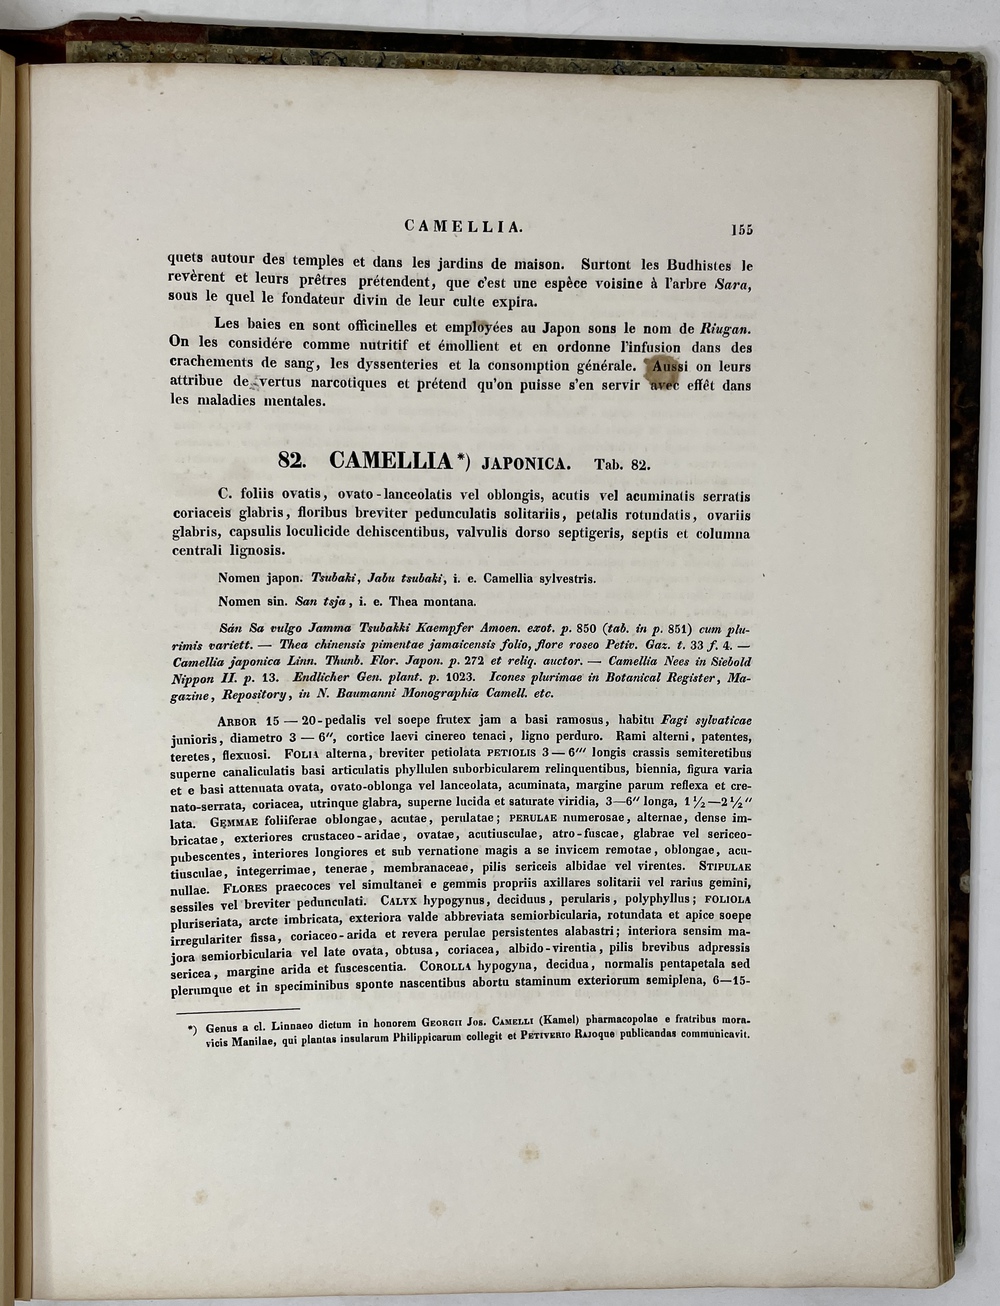 CAMELLIA. 155
quets autour des temples et dans les jardins de maison. Surtont les Budhistes le
revèrent et leurs prêtres prétendent, que c'est une espèce voisine à l'arbre Sara,
sous le quel le fondateur divin de leur culte expira.
Les baies en sont officinelles et employées au Japon sons le nom de Riugan.
On les considére comme nutritif et émollient et en ordonne l'infusion dans des
crachements de sang, les dyssenteries et la consomption générale. Aussi on leurs
attribue de vertus narcotiques et prétend qu'on puisse s'en servir avec effêt dans
les maladies mentales.
82. CAMELLIA *) JAPONICA. Tab. 82.
C. foliis ovatis, ovato-lanceolatis vel oblongis, acutis vel acuminatis serratis
coriaceis glabris, floribus breviter pedunculatis solitariis, petalis rotundatis, ovariis
glabris, capsulis loculicide dehiscentibus, valvulis dorso septigeris, septis et columna
centrali lignosis.
Nomen japon. Tsubaki, Jabu tsubaki, i. e. Camellia sylvestris.
Nomen sin. San tsja, i. e. Thea montana.
Sán Sa vulgo Jamma Tsubakki Kaempfer Amoen. exot. p. 850 (tab. in p. 851) cum plu-
rimis variett. — Thea chinensis pimentae jamaicensis folio, flore roseo Petiv. Gaz. t. 33 f. 4. —
Camellia japonica Linn. Thunb. Flor. Japon. p. 272 et reliq. auctor. — Camellia Nees in Siebold
Nippon II. p. 13. Endlicher Gen. plant. p. 1023. Icones plurimae in Botanical Register, Ma-
gazine, Repository, in N. Baumanni Monographia Camell. etc.
ARBOR 15 — 20-pedalis vel soepe frutex jam a basi ramosus, habitu Fagi sylvaticae
junioris, diametro 3 — 6″, cortice laevi cinereo tenaci, ligno perduro. Rami alterni, patentes,
teretes, flexuosi. FOLIA alterna, breviter petiolata PETIOLIS 3 — 6‴ longis crassis semiteretibus
superne canaliculatis basi articulatis phyllulen suborbicularem relinquentibus, biennia, figura varia
et e basi attenuata ovata, ovato-oblonga vel lanceolata, acuminata, margine parum reflexa et cre-
nato-serrata, coriacea, utrinque glabra, superne lucida et saturate viridia, 3—6″ longa, 1 ½—2 ½″
lata. GEMMAE foliiferae oblongae, acutae, perulatae; PERULAE numerosae, alternae, dense im-
bricatae, exteriores crustaceo-aridae, ovatae, acutiusculae, atro-fuscae, glabrae vel sericeo-
pubescentes, interiores longiores et sub vernatione magis a se invicem remotae, oblongae, acu-
tiusculae, integerrimae, tenerae, membranaceae, pilis sericeis albidae vel virentes. STIPULAE
nullae. FLORES praecoces vel simultanei e gemmis propriis axillares solitarii vel rarius gemini,
sessiles vel breviter pedunculati. CALYX hypogynus, deciduus, perularis, polyphyllus; FOLIOLA
pluriseriata, arcte imbricata, exteriora valde abbreviata semiorbicularia, rotundata et apice soepe
irregulariter fissa, coriaceo-arida et revera perulae persistentes alabastri; interiora sensim ma-
jora semiorbicularia vel late ovata, obtusa, coriacea, albido-virentia, pilis brevibus adpressis
sericea, margine arida et fuscescentia. COROLLA hypogyna, decidua, normalis pentapetala sed
plerumque et in speciminibus sponte nascentibus abortu staminum exteriorum semiplena, 6—15-
*) Genus a cl. Linnaeo dictum in honorem GEORGII JOS. CAMELLI (Kamel) pharmacopolae e fratribus mora-
vicis Manilae, qui plantas insularum Philippicarum collegit et PETIVERIO RAJoque publicandas communicavit.